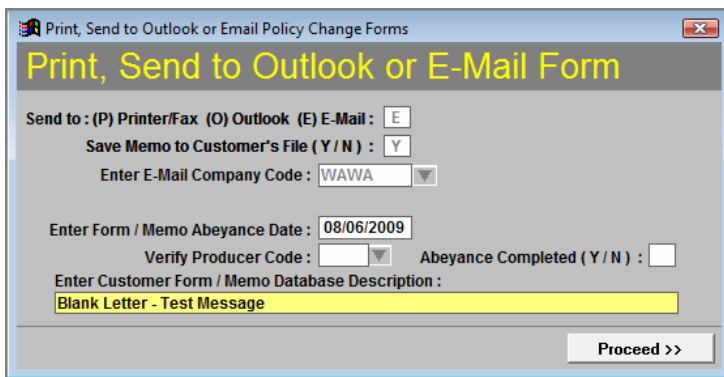 Print, Send to Outlook or Email Policy Change Forms
Print, Send to Outlook or E-Mail Form
Send to : (P) Printer/Fax (O) Outlook (E) E-Mail : E
Save Memo to Customer's File ( Y / N ) : Y
Enter E-Mail Company Code : WAWA
Enter Form / Memo Abeyance Date : 08/06/2009
Verify Producer Code : Abeyance Completed ( Y / N ) :
Enter Customer Form / Memo Database Description :
Blank Letter - Test Message
Proceed >>